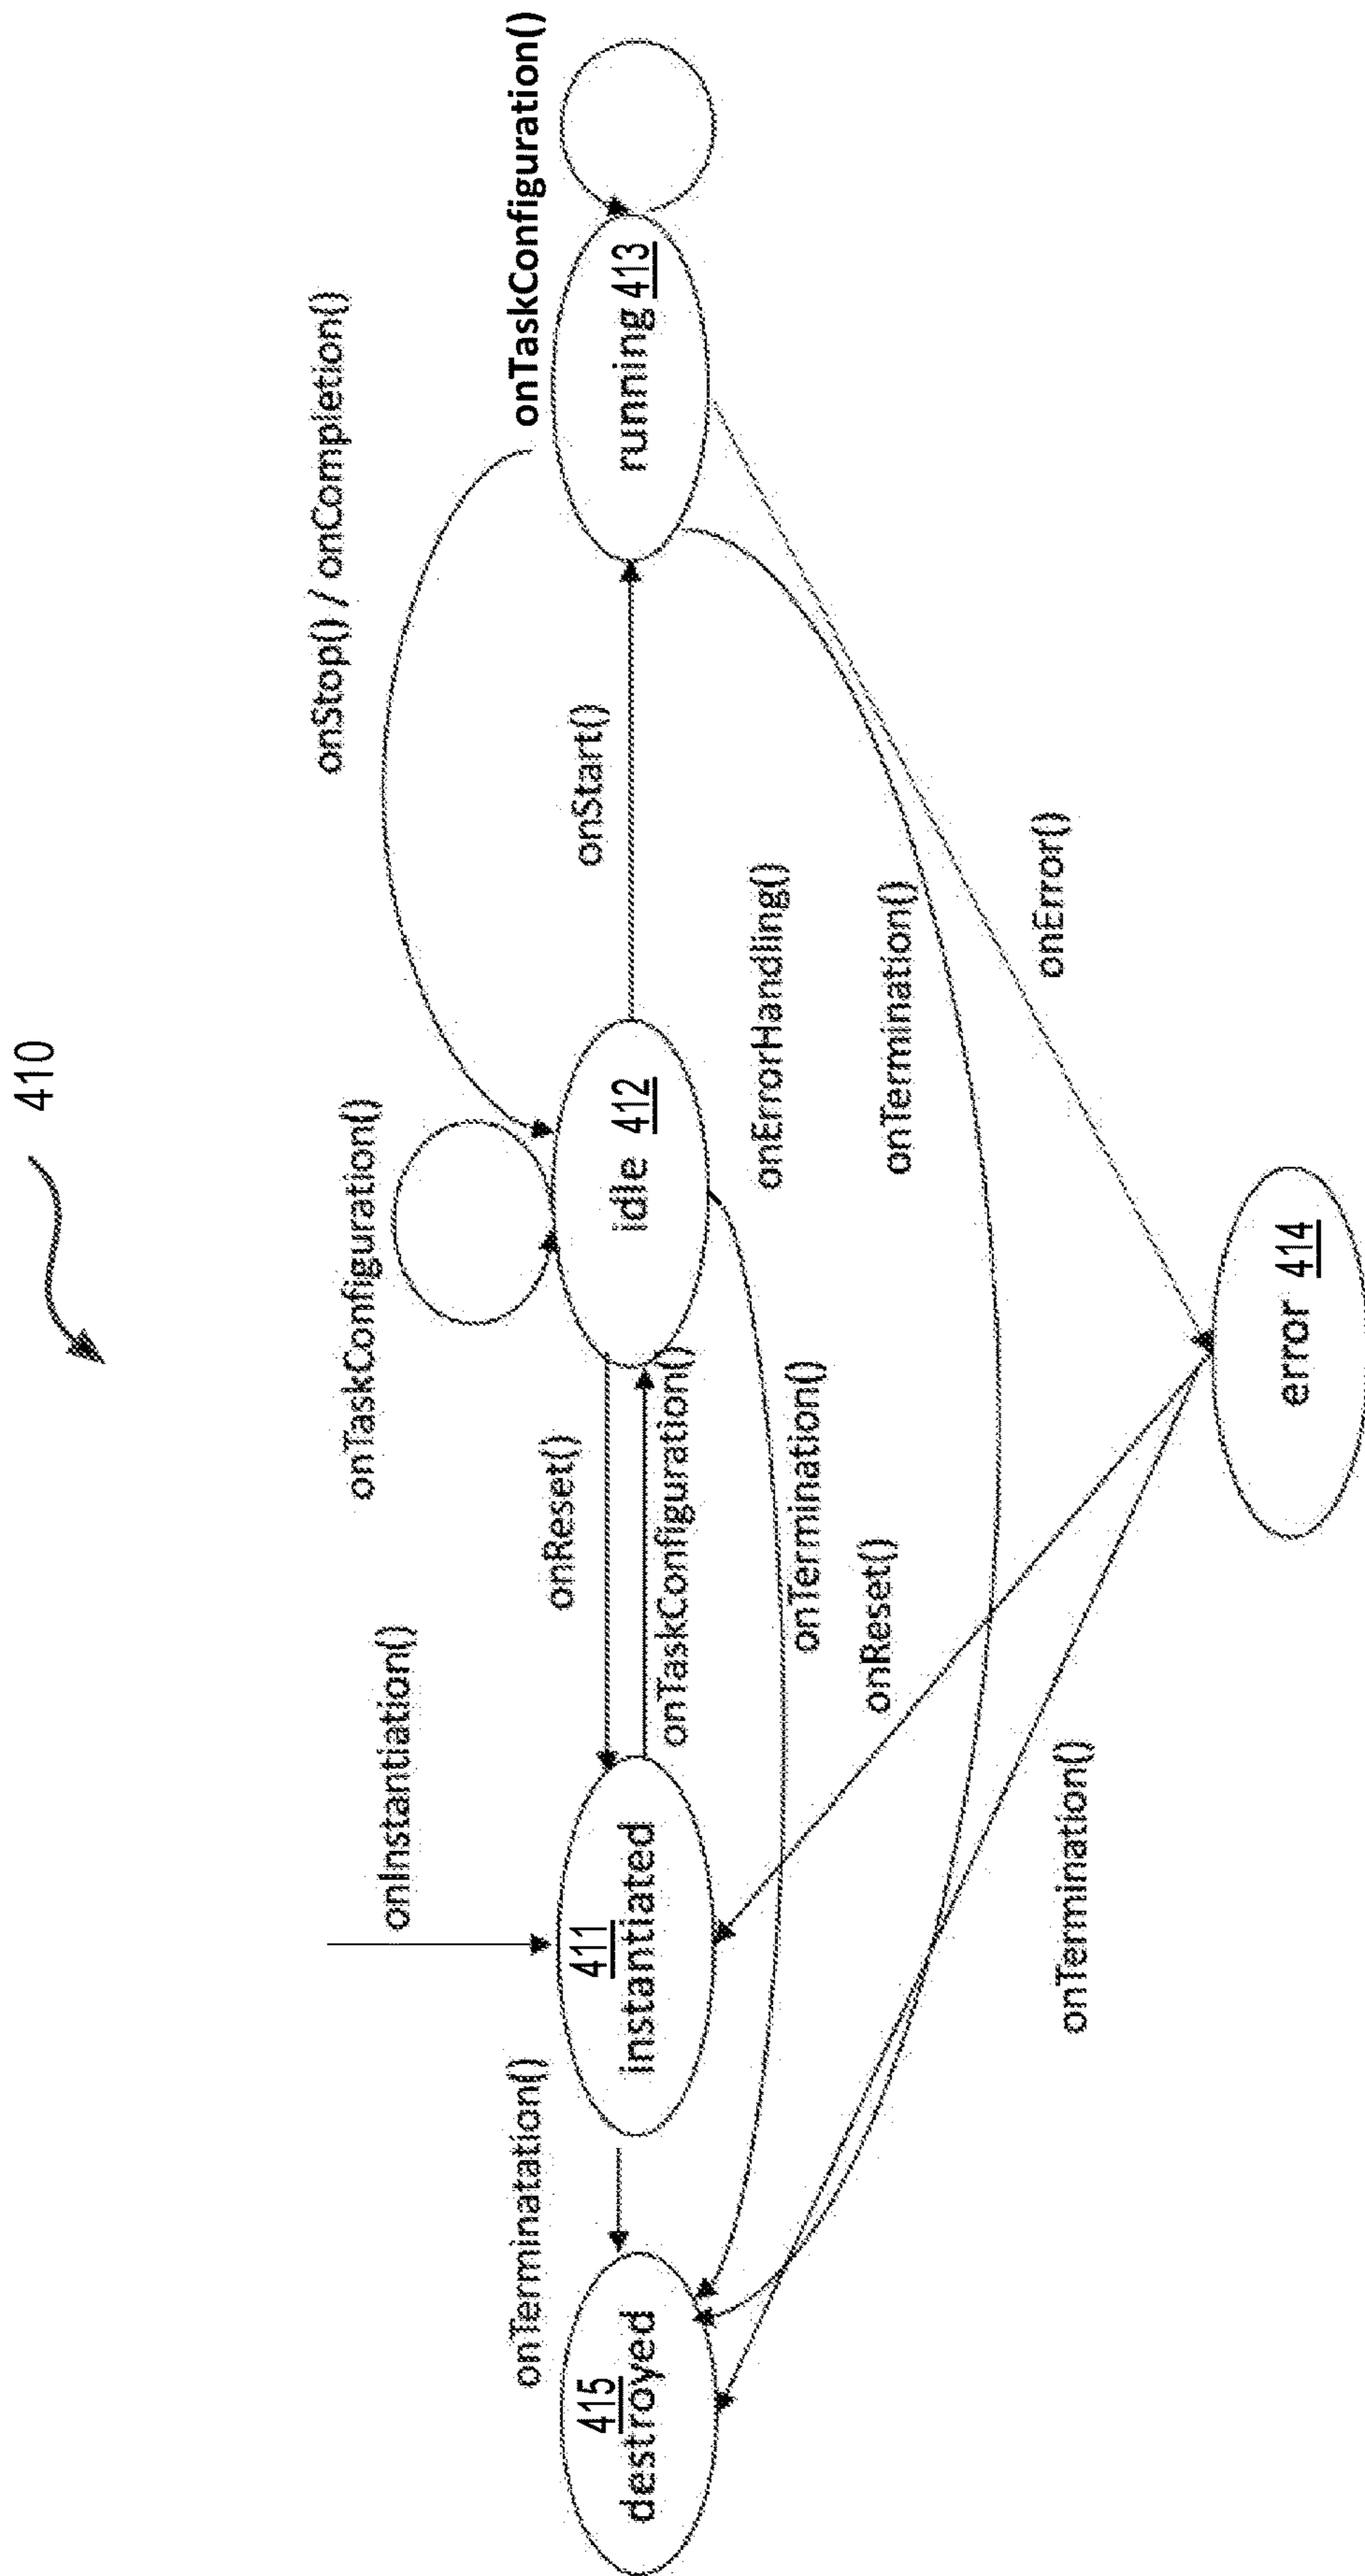 410
onStop() / onCompletion()
onTaskConfiguration()
onInstantiation()
onTerminatation()
onReset()
onStart()
onTaskConfiguration()
415
destroyed
411
instantiated
idle 412
running 413
onTaskConfiguration()
onErrorHandling()
onTermination()
onReset()
onTermination()
onError()
onTermination()
error 414